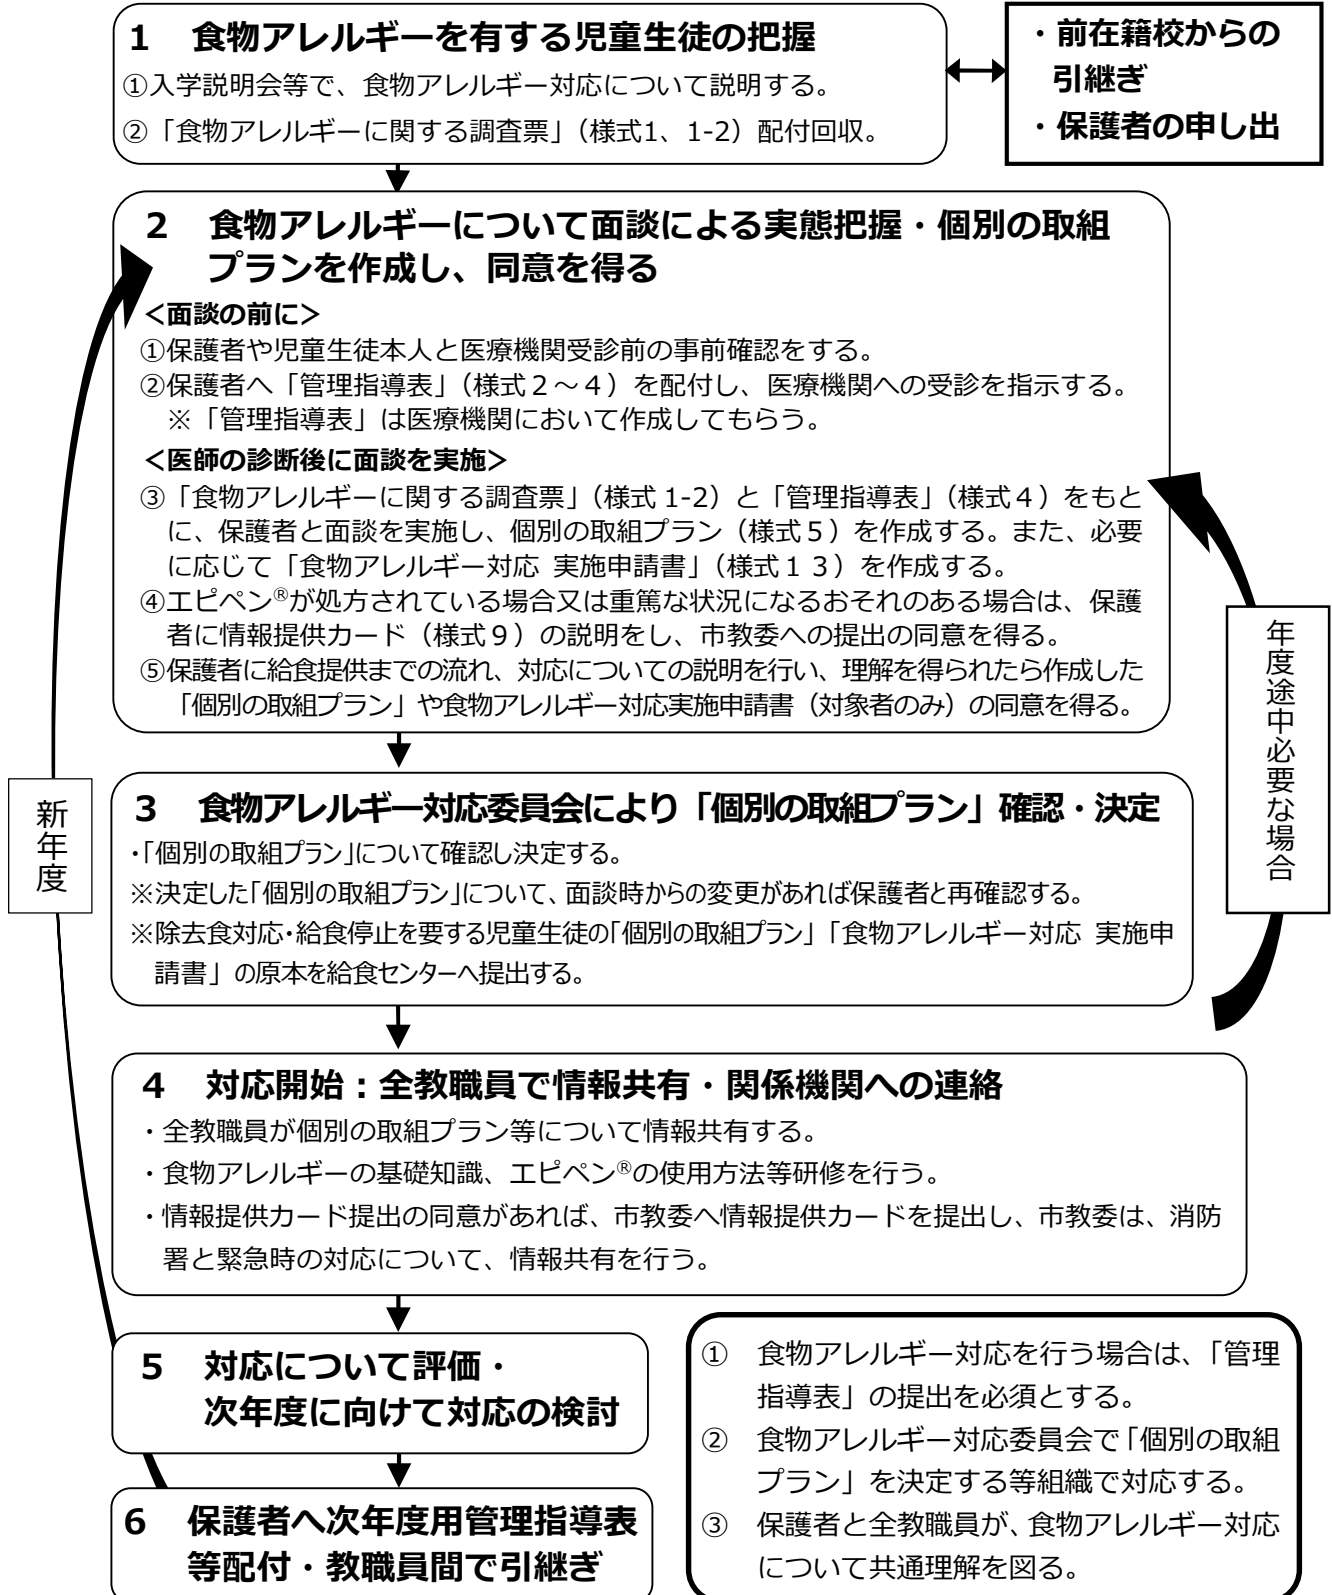 1 食物アレルギーを有する児童生徒の把握
①入学説明会等で、食物アレルギー対応について説明する。
②「食物アレルギーに関する調査票」（様式1、1-2）配付回収。
・前在籍校からの
引継ぎ
・保護者の申し出
2 食物アレルギーについて面談による実態把握・個別の取組
プランを作成し、同意を得る
＜面談の前に＞
①保護者や児童生徒本人と医療機関受診前の事前確認をする。
②保護者へ「管理指導表」（様式２～４）を配付し、医療機関への受診を指示する。
※「管理指導表」は医療機関において作成してもらう。
＜医師の診断後に面談を実施＞
③「食物アレルギーに関する調査票」（様式 1-2）と「管理指導表」（様式４）をもと
に、保護者と面談を実施し、個別の取組プラン（様式５）を作成する。また、必要
に応じて「食物アレルギー対応 実施申請書」（様式１３）を作成する。
④エピペン®が処方されている場合又は重篤な状況になるおそれのある場合は、保護
者に情報提供カード（様式９）の説明をし、市教委への提出の同意を得る。
⑤保護者に給食提供までの流れ、対応についての説明を行い、理解を得られたら作成した
「個別の取組プラン」や食物アレルギー対応実施申請書（対象者のみ）の同意を得る。
年度途中必要な場合
新年度
3 食物アレルギー対応委員会により「個別の取組プラン」確認・決定
・「個別の取組プラン」について確認し決定する。
※決定した「個別の取組プラン」について、面談時からの変更があれば保護者と再確認する。
※除去食対応・給食停止を要する児童生徒の「個別の取組プラン」「食物アレルギー対応 実施申
請書」の原本を給食センターへ提出する。
4 対応開始：全教職員で情報共有・関係機関への連絡
・全教職員が個別の取組プラン等について情報共有する。
・食物アレルギーの基礎知識、エピペン®の使用方法等研修を行う。
・情報提供カード提出の同意があれば、市教委へ情報提供カードを提出し、市教委は、消防
署と緊急時の対応について、情報共有を行う。
5 対応について評価・
次年度に向けて対応の検討
6 保護者へ次年度用管理指導表
等配付・教職員間で引継ぎ
① 食物アレルギー対応を行う場合は、「管理
指導表」の提出を必須とする。
② 食物アレルギー対応委員会で「個別の取組
プラン」を決定する等組織で対応する。
③ 保護者と全教職員が、食物アレルギー対応
について共通理解を図る。